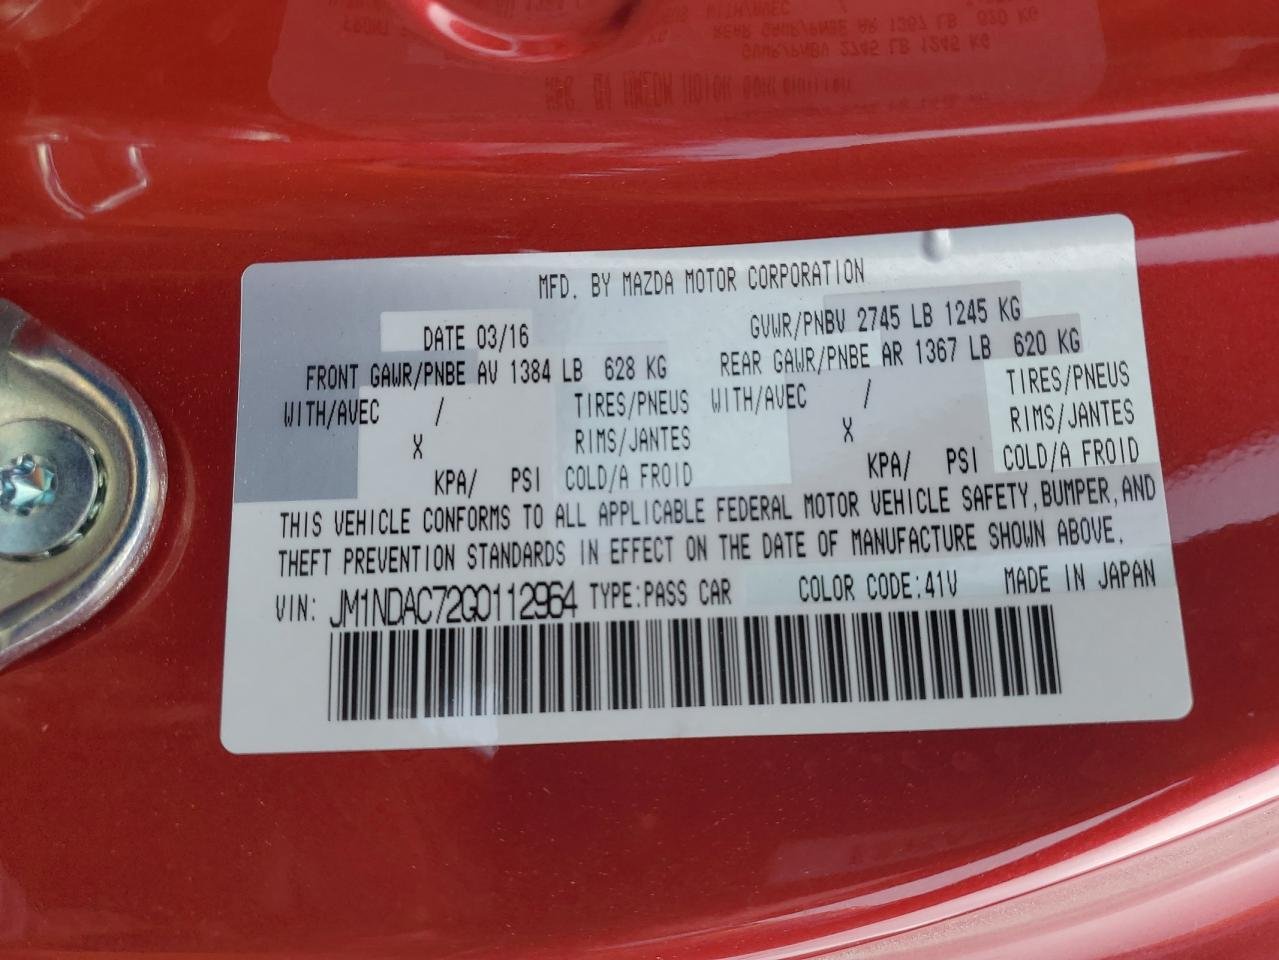 MFD. BY MAZDA MOTOR CORPORATION
DATE 03/16 GVWR/PNBV 2745 LB 1245 KG
FRONT GAWR/PNBE AV 1384 LB 628 KG REAR GAWR/PNBE AR 1367 LB 620 KG
WITH/AVEC / TIRES/PNEUS WITH/AVEC / TIRES/PNEUS
X RIMS/JANTES X RIMS/JANTES
KPA/ PSI COLD/A FROID KPA/ PSI COLD/A FROID
THIS VEHICLE CONFORMS TO ALL APPLICABLE FEDERAL MOTOR VEHICLE SAFETY, BUMPER, AND
THEFT PREVENTION STANDARDS IN EFFECT ON THE DATE OF MANUFACTURE SHOWN ABOVE.
VIN: JM1NDAC72G0112964 TYPE:PASS CAR COLOR CODE:41V MADE IN JAPAN